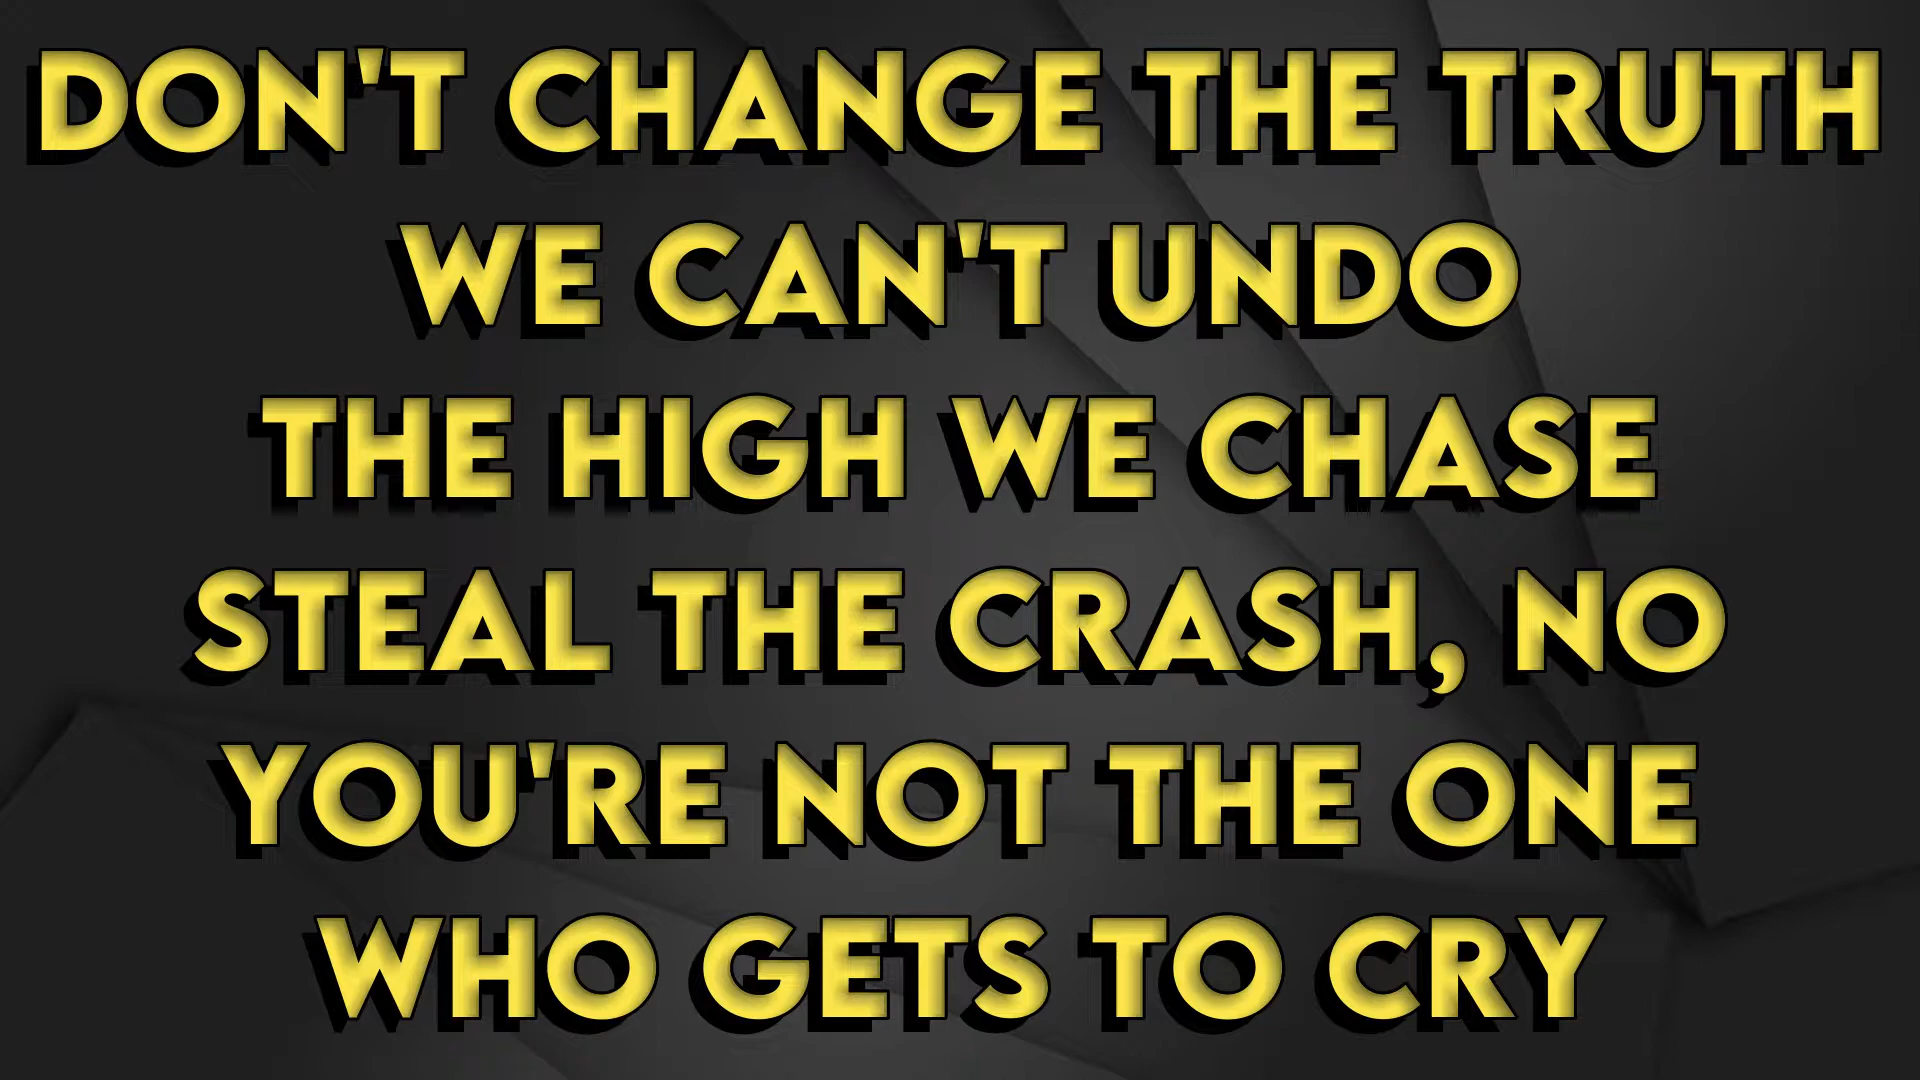 DON'T CHANGE THE TRUTH
WE CAN'T UNDO
THE HIGH WE CHASE
STEAL THE CRASH, NO
YOU'RE NOT THE ONE
WHO GETS TO CRY